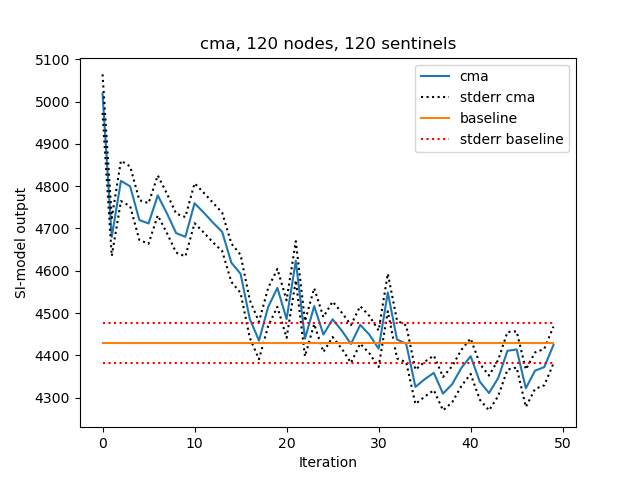 cma, 120 nodes, 120 sentinels
5100
5000
4900
4800
4700
4600
4500
4400
4300
SI-model output
cma
stderr cma
baseline
stderr baseline
0 10 20 30 40 50
Iteration